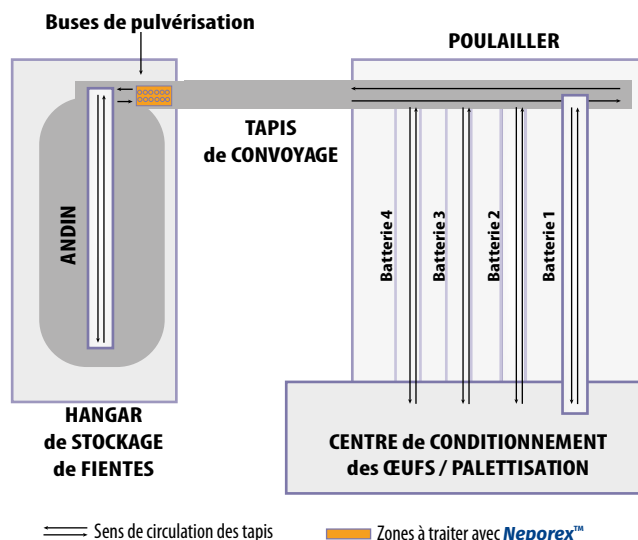 Buses de pulvérisation
POULAILLER
TAPIS
de CONVOYAGE
ANDIN
Batterie 4
Batterie 3
Batterie 2
Batterie 1
HANGAR
de STOCKAGE
de FIENTES
CENTRE de CONDITIONNEMENT
des ŒUFS / PALETTISATION
Sens de circulation des tapis
Zones à traiter avec Neporex™